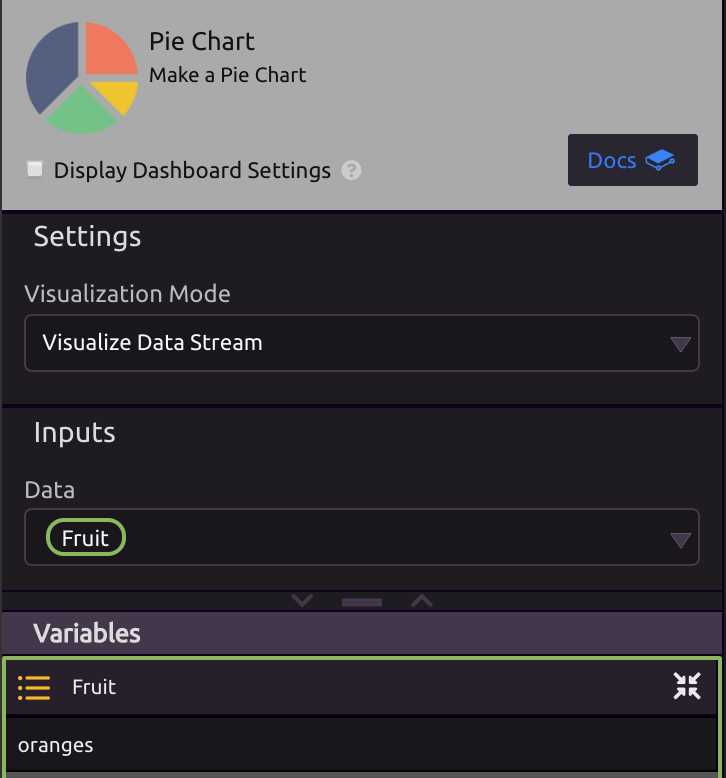 Pie Chart
Make a Pie Chart
Display Dashboard Settings ?
Docs
Settings
Visualization Mode
Visualize Data Stream
Inputs
Data
Fruit
Variables
Fruit
oranges